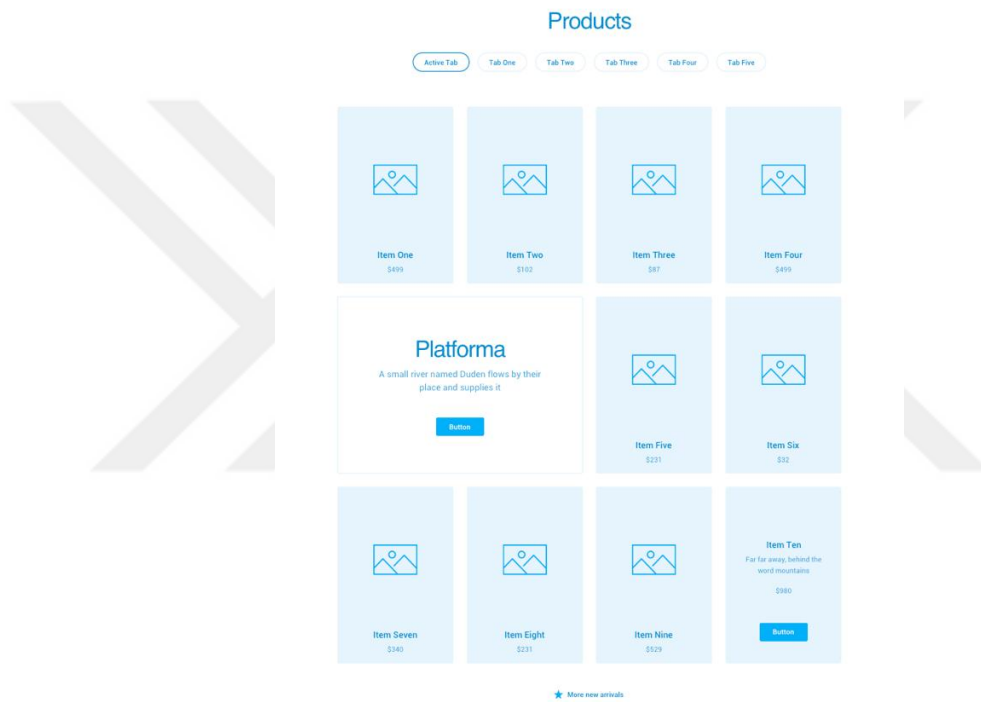 Products
Active Tab
Tab One
Tab Two
Tab Three
Tab Four
Tab Five
Item One
$499
Item Two
$102
Item Three
$87
Item Four
$499
Platforma
A small river named Duden flows by their
place and supplies it
Button
Item Five
$231
Item Six
$32
Item Seven
$340
Item Eight
$231
Item Nine
$529
Item Ten
Far far away, behind the
word mountains
$980
Button
More new arrivals